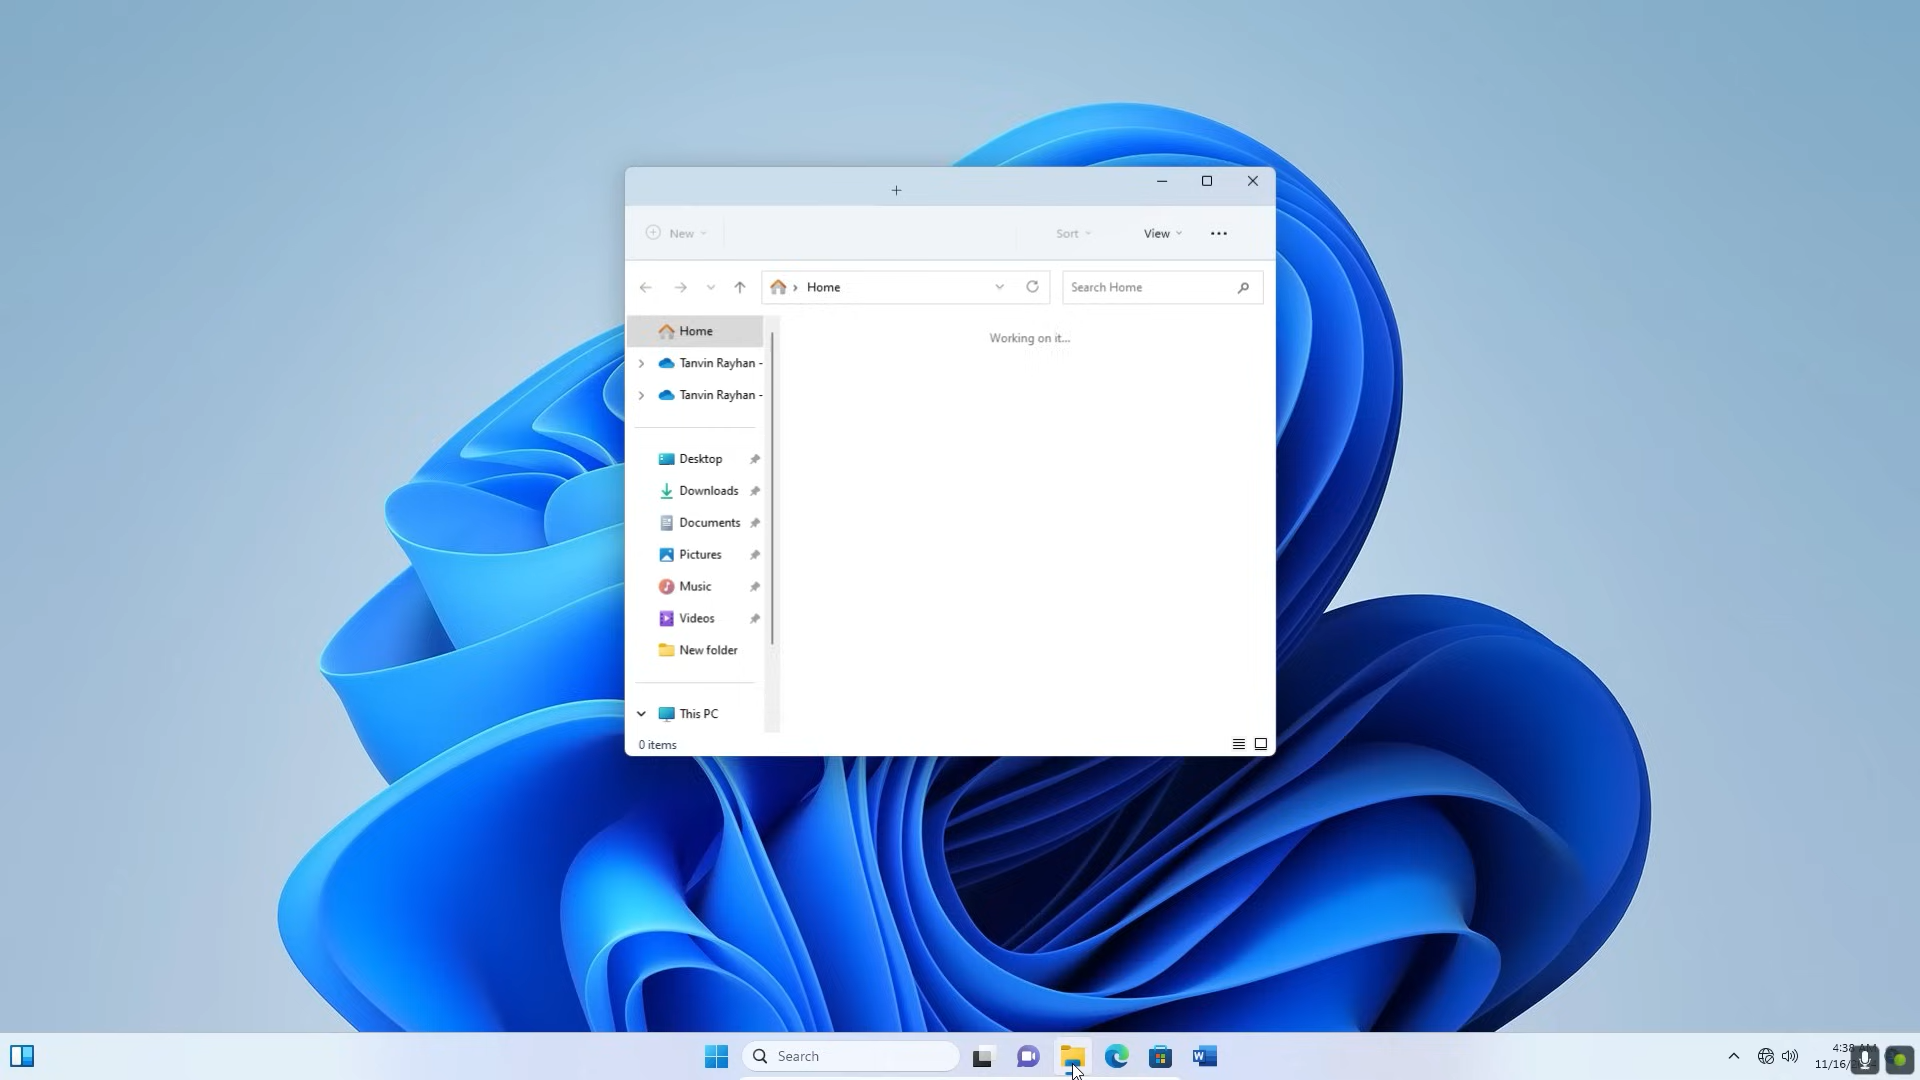 New
Sort
View
Home
Search Home
Home
Working on it...
Tanvin Rayhan -
Tanvin Rayhan -
Desktop
Downloads
Documents
Pictures
Music
Videos
New folder
This PC
0 items
Search
4:38
11/16/